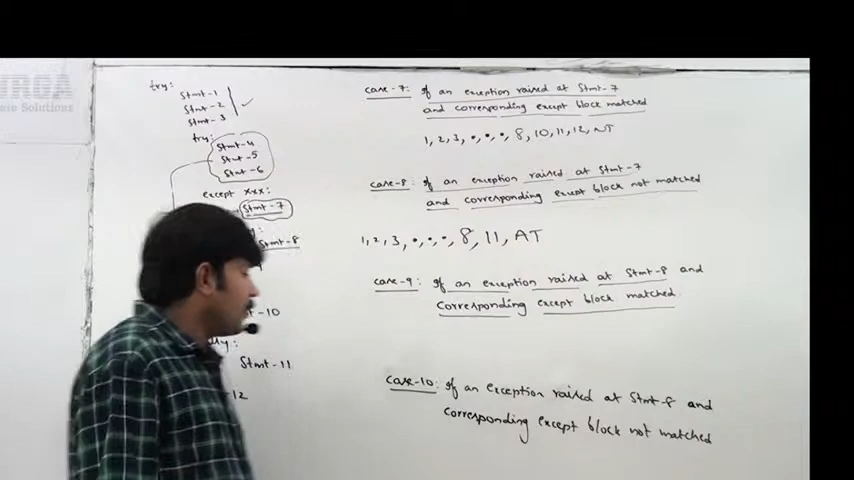 URGA
Solutions
try:
Stmt-1
Stmt-2
Stmt-3
try:
Stmt-4
Stmt-5
Stmt-6
except xxx:
Stmt-7
Stmt-8
-10
Stmt-11
-12
case-7: If an exception raised at Stmt-7
and corresponding except block matched
1, 2, 3, •, •, •, 8, 10, 11, 12, NT
case-8: If an exception raised at Stmt-7
and corresponding except block not matched
1, 2, 3, •, •, •, 8, 11, AT
case-9: If an exception raised at Stmt-8 and
corresponding except block matched
case-10: If an exception raised at Stmt-8 and
corresponding except block not matched